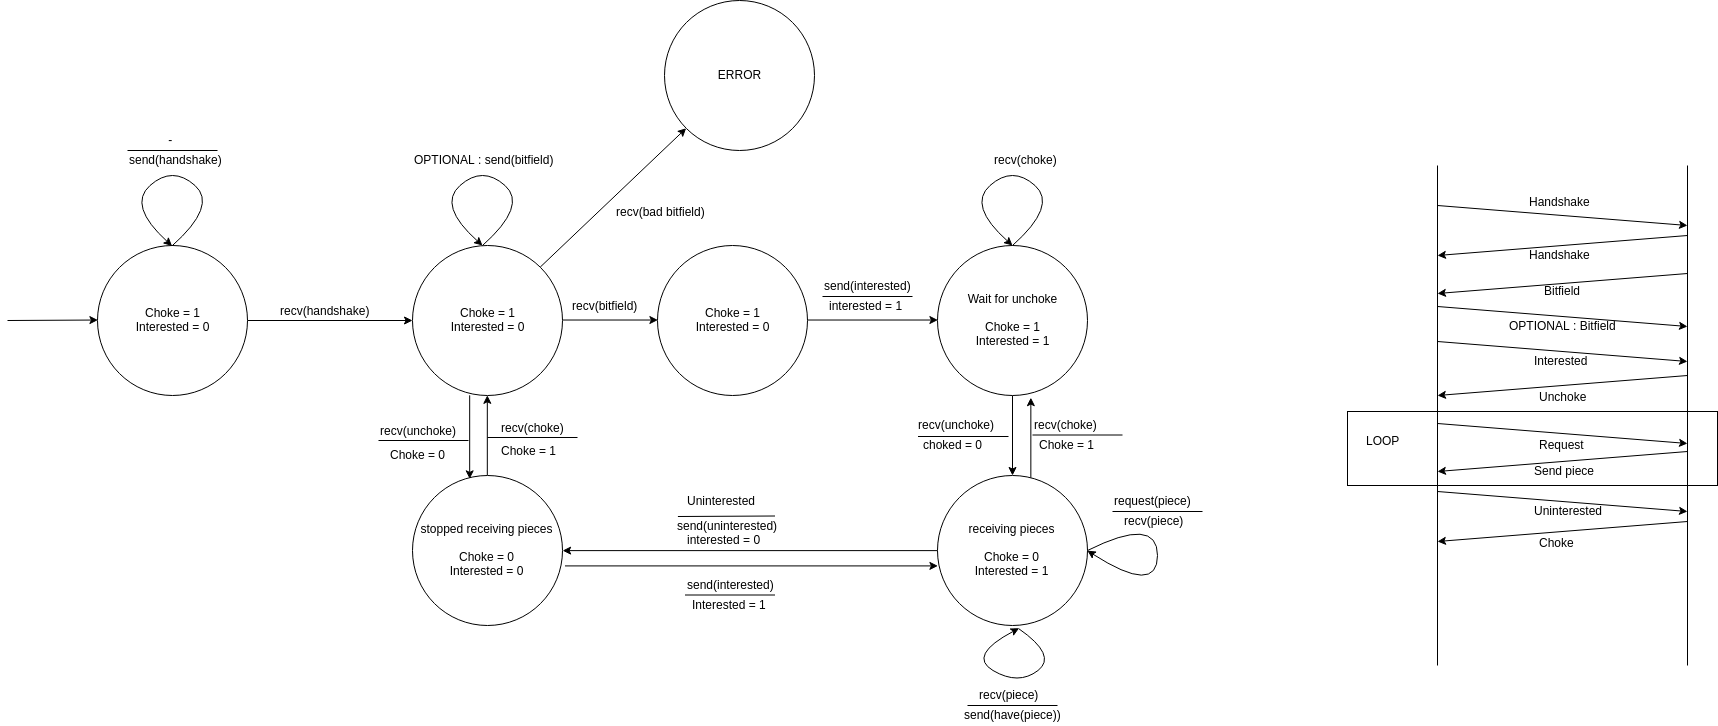 ERROR
-
send(handshake)
OPTIONAL : send(bitfield)
recv(choke)
recv(bad bitfield)
Choke = 1
Interested = 0
recv(handshake)
Choke = 1
Interested = 0
recv(bitfield)
Choke = 1
Interested = 0
send(interested)
interested = 1
Wait for unchoke
Choke = 1
Interested = 1
recv(unchoke)
Choke = 0
recv(choke)
Choke = 1
recv(unchoke)
choked = 0
recv(choke)
Choke = 1
stopped receiving pieces
Choke = 0
Interested = 0
Uninterested
send(uninterested)
interested = 0
send(interested)
Interested = 1
receiving pieces
Choke = 0
Interested = 1
request(piece)
recv(piece)
recv(piece)
send(have(piece))
Handshake
Handshake
Bitfield
OPTIONAL : Bitfield
Interested
Unchoke
LOOP
Request
Send piece
Uninterested
Choke